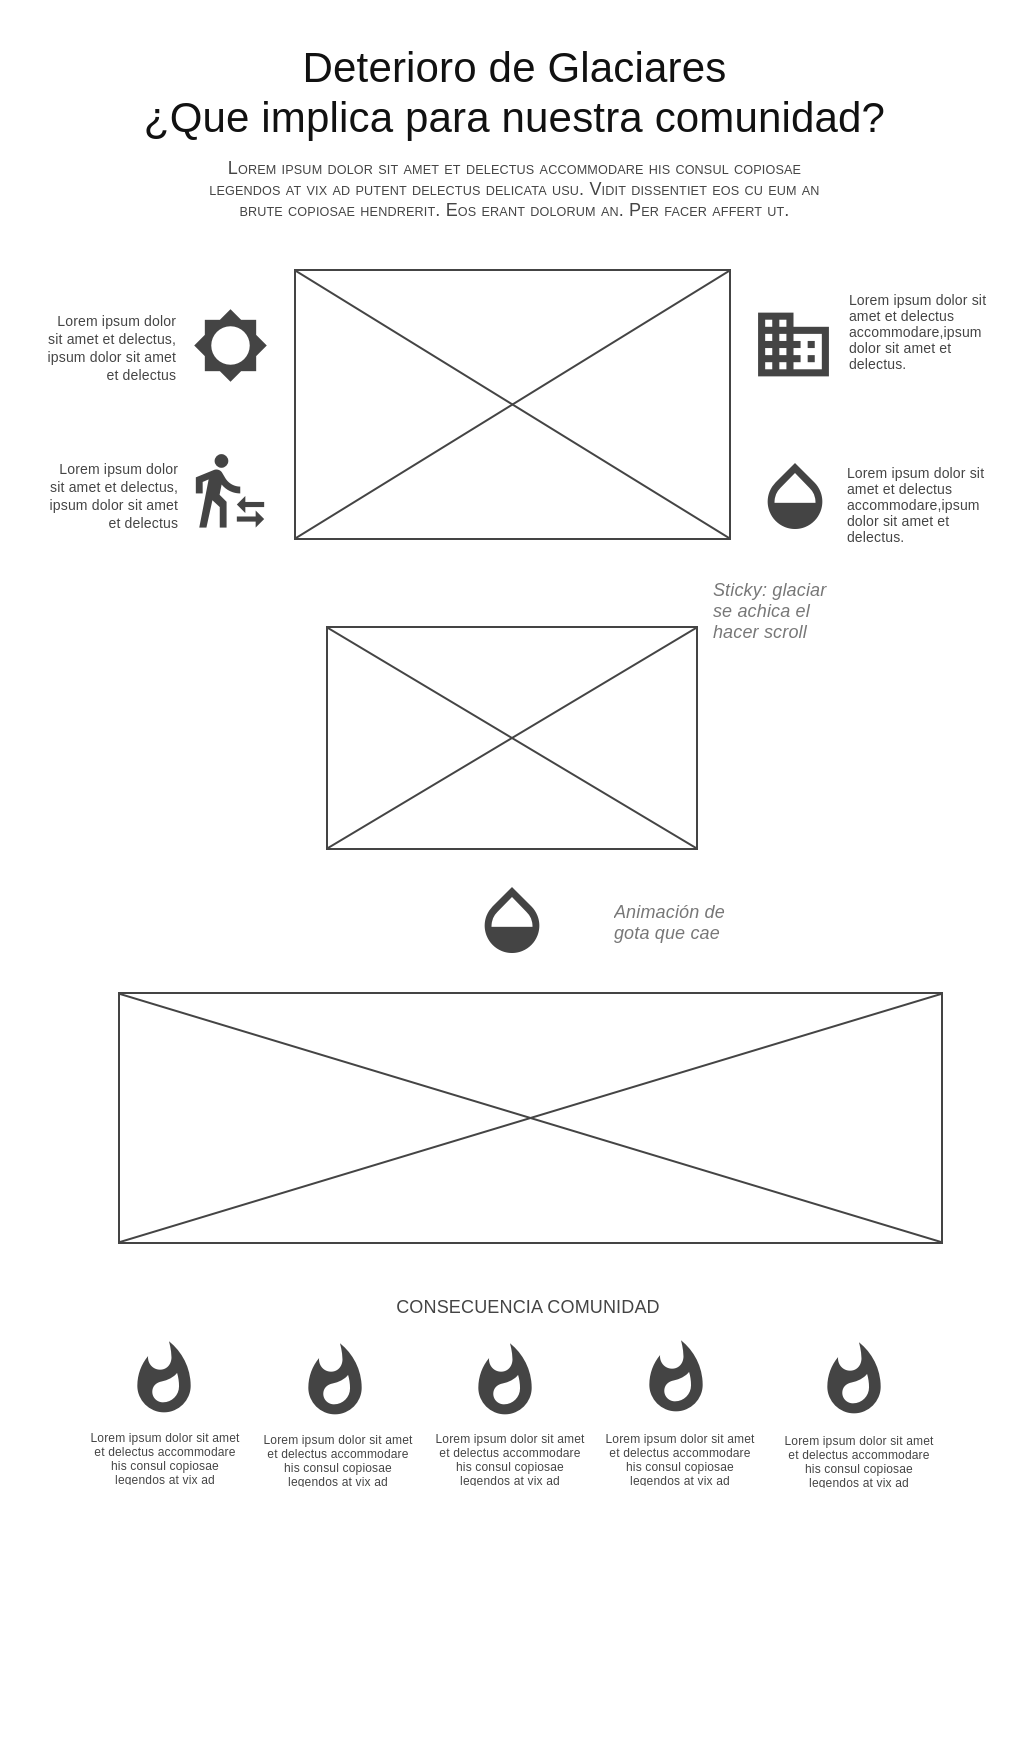 Deterioro de Glaciares
¿Que implica para nuestra comunidad?
Lorem ipsum dolor sit amet et delectus accommodare his consul copiosae
legendos at vix ad putent delectus delicata usu. Vidit dissentiet eos cu eum an
brute copiosae hendrerit. Eos erant dolorum an. Per facer affert ut.
Lorem ipsum dolor
sit amet et delectus,
ipsum dolor sit amet
et delectus
Lorem ipsum dolor sit
amet et delectus
accommodare,ipsum
dolor sit amet et
delectus.
Lorem ipsum dolor
sit amet et delectus,
ipsum dolor sit amet
et delectus
Lorem ipsum dolor sit
amet et delectus
accommodare,ipsum
dolor sit amet et
delectus.
Sticky: glaciar
se achica el
hacer scroll
Animación de
gota que cae
CONSECUENCIA COMUNIDAD
Lorem ipsum dolor sit amet
et delectus accommodare
his consul copiosae
legendos at vix ad
Lorem ipsum dolor sit amet
et delectus accommodare
his consul copiosae
legendos at vix ad
Lorem ipsum dolor sit amet
et delectus accommodare
his consul copiosae
legendos at vix ad
Lorem ipsum dolor sit amet
et delectus accommodare
his consul copiosae
legendos at vix ad
Lorem ipsum dolor sit amet
et delectus accommodare
his consul copiosae
legendos at vix ad